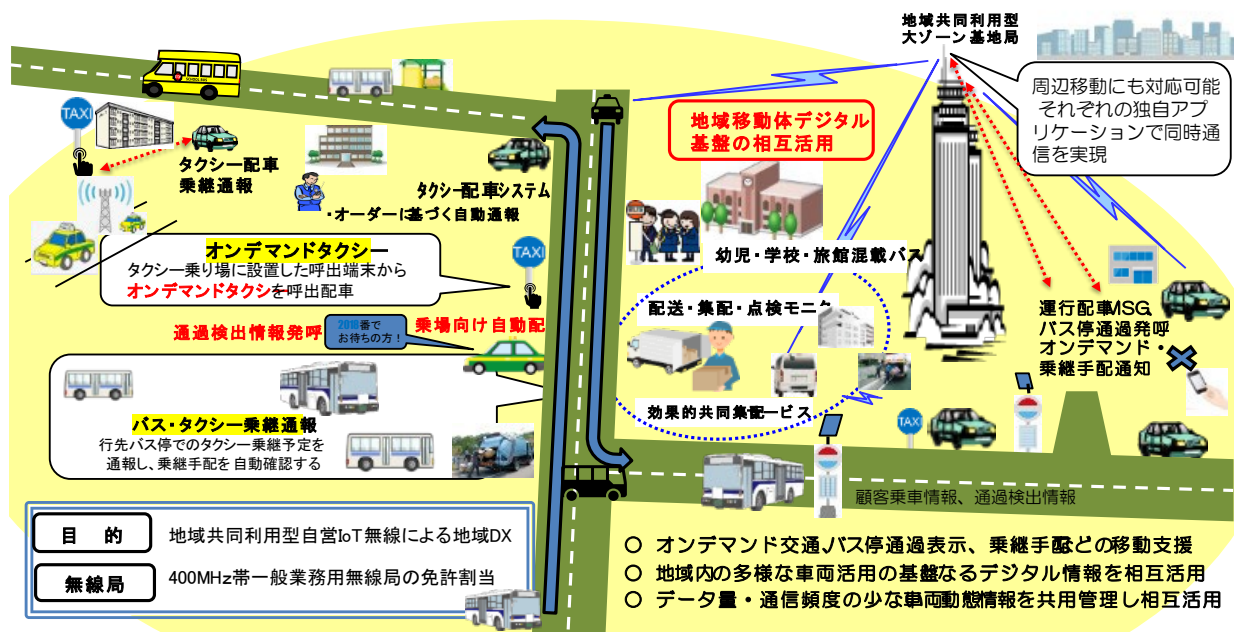 地域共同利用型
大ゾーン基地局
周辺移動にも対応可能
それぞれの独自アプ
リケーションで同時通
信を実現
SCHOOL BUS
TAXI
タクシー配車
乗継通報
タクシー配車システム
・オーダーに基づく自動通報
地域移動体デジタル
基盤の相互活用
幼児・学校・旅館混載バス
オンデマンドタクシー
タクシー乗り場に設置した呼出端末から
オンデマンドタクシーを呼出配車
TAXI
通過検出情報発呼
2018番で
お待ちの方！
乗場向け自動配
配送・集配・点検モニタ
効果的共同集配サービス
運行配車MSG
バス停通過発呼
オンデマンド・
乗継手配通知
バス・タクシー乗継通報
行先バス停でのタクシー乗継予定を
通報し、乗継手配を自動確認する
TAXI
顧客乗車情報、通過検出情報
目　的
地域共同利用型自営IoT無線による地域DX
無線局
400MHz帯一般業務用無線局の免許割当
○ オンデマンド交通、バス停通過表示、乗継手配などの移動支援
○ 地域内の多様な車両活用の基盤なるデジタル情報を相互活用
○ データ量・通信頻度の少な車両動態情報を共用管理し相互活用